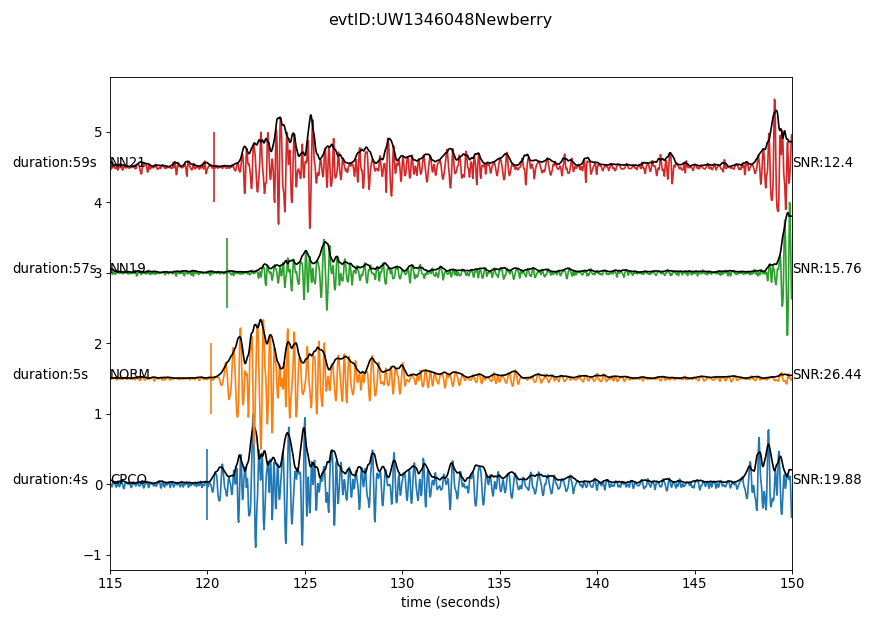 evtID:UW1346048Newberry
5
duration:59s NN21 SNR:12.4
4
duration:57s 3 NN19 SNR:15.76
2
duration:5s NORM SNR:26.44
1
duration:4s 0 CPCO SNR:19.88
−1
115 120 125 130 135 140 145 150
time (seconds)